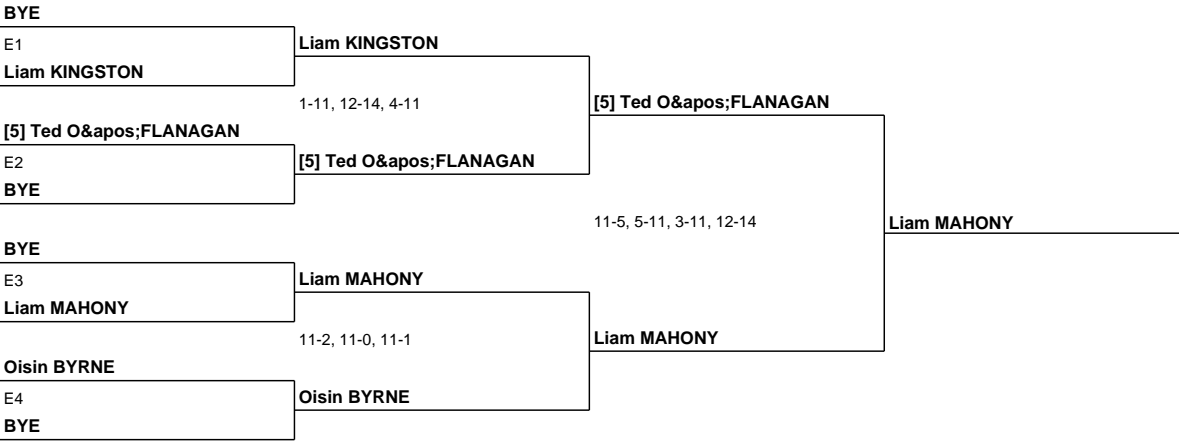 BYE
E1
Liam KINGSTON
Liam KINGSTON
1-11, 12-14, 4-11
[5] Ted O&apos;FLANAGAN
[5] Ted O&apos;FLANAGAN
E2
[5] Ted O&apos;FLANAGAN
BYE
11-5, 5-11, 3-11, 12-14
Liam MAHONY
BYE
E3
Liam MAHONY
Liam MAHONY
11-2, 11-0, 11-1
Liam MAHONY
Oisin BYRNE
E4
Oisin BYRNE
BYE